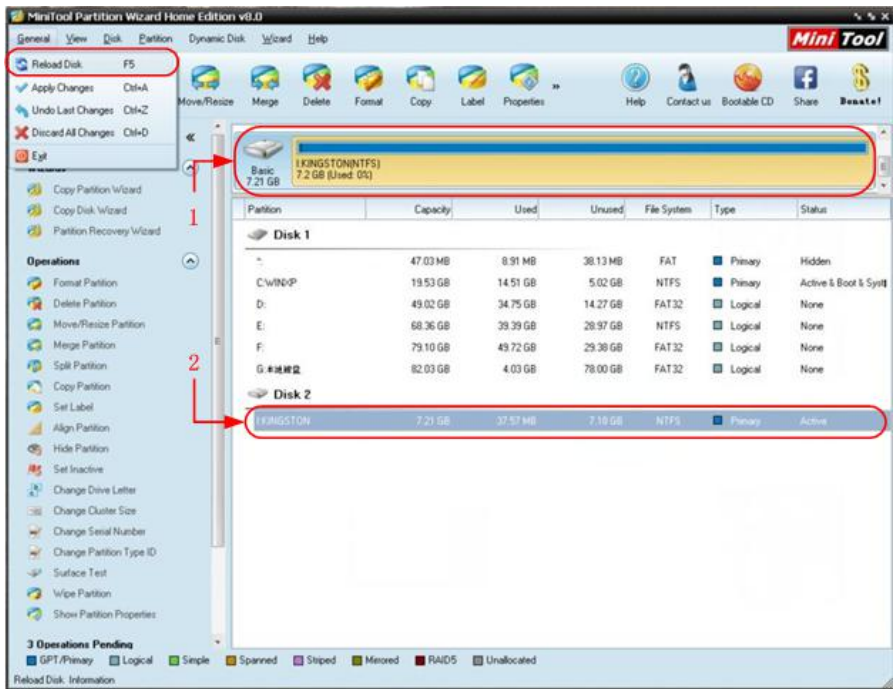 MiniTool Partition Wizard Home Edition v8.0
General View Disk Partition Dynamic Disk Wizard Help
Mini Tool
Reload Disk F5
Apply Changes Ctrl+A
Undo Last Changes Ctrl+Z
Discard All Changes Ctrl+D
Exit
Move/Resize Merge Delete Format Copy Label Properties » Help Contact us Bootable CD Share Donate!
«
Basic
7.21 GB
I:KINGSTON(NTFS)
7.2 GB (Used: 0%)
1
Copy Partition Wizard
Copy Disk Wizard
Partition Recovery Wizard
Operations
Format Partition
Delete Partition
Move/Resize Partition
Merge Partition
Split Partition
Copy Partition
Set Label
Align Partition
Hide Partition
Set Inactive
Change Drive Letter
Change Cluster Size
Change Serial Number
Change Partition Type ID
Surface Test
Wipe Partition
Show Partition Properties
3 Operations Pending
2
Partition Capacity Used Unused File System Type Status
Disk 1
*: 47.03 MB 8.91 MB 38.13 MB FAT Primary Hidden
C:WINXP 19.53 GB 14.51 GB 5.02 GB NTFS Primary Active & Boot & Syst
D: 49.02 GB 34.75 GB 14.27 GB FAT32 Logical None
E: 68.36 GB 39.39 GB 28.97 GB NTFS Logical None
F: 79.10 GB 49.72 GB 29.38 GB FAT32 Logical None
G: 82.03 GB 4.03 GB 78.00 GB FAT32 Logical None
Disk 2
I:KINGSTON 7.21 GB 37.57 MB 7.18 GB NTFS Primary Active
GPT/Primary Logical Simple Spanned Striped Mirrored RAID5 Unallocated
Reload Disk Information